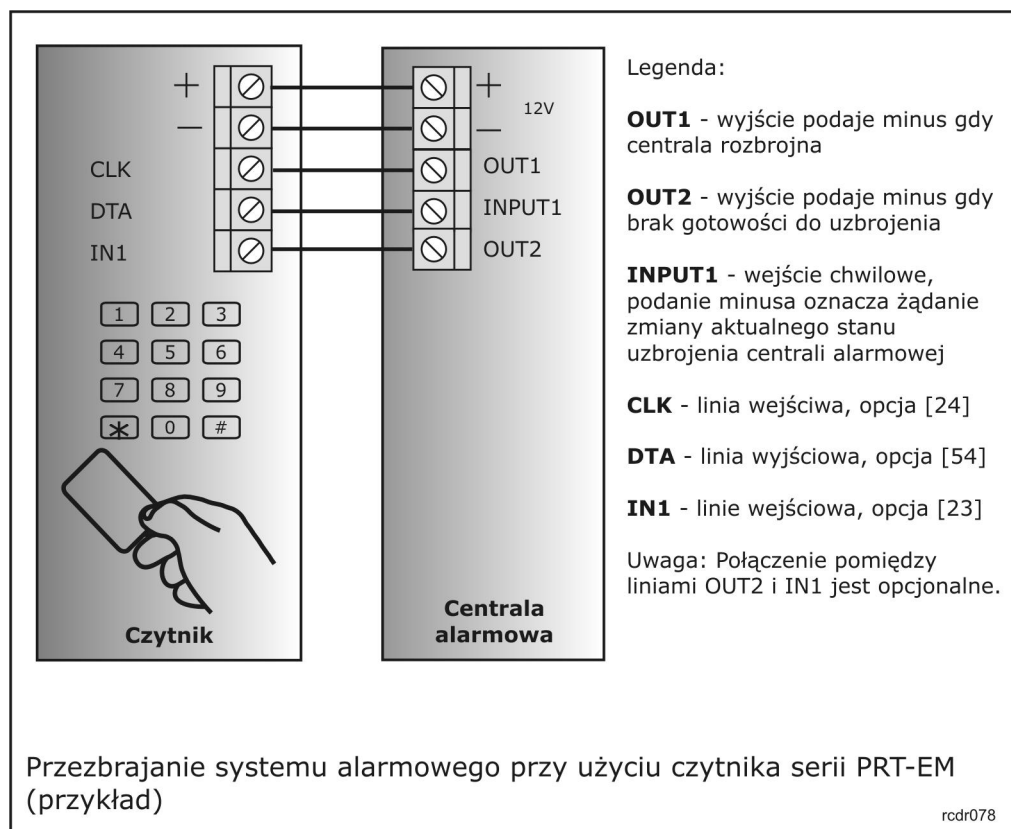 +
−
CLK
DTA
IN1
1 2 3
4 5 6
7 8 9
* 0 #
Czytnik
+
12V
−
OUT1
INPUT1
OUT2
Centrala
alarmowa
Legenda:
OUT1 - wyjście podaje minus gdy
centrala rozbrojna
OUT2 - wyjście podaje minus gdy
brak gotowości do uzbrojenia
INPUT1 - wejście chwilowe,
podanie minusa oznacza żądanie
zmiany aktualnego stanu
uzbrojenia centrali alarmowej
CLK - linia wejściwa, opcja [24]
DTA - linia wyjściowa, opcja [54]
IN1 - linie wejściowa, opcja [23]
Uwaga: Połączenie pomiędzy
liniami OUT2 i IN1 jest opcjonalne.
Przezbrajanie systemu alarmowego przy użyciu czytnika serii PRT-EM
(przykład)
rcdr078